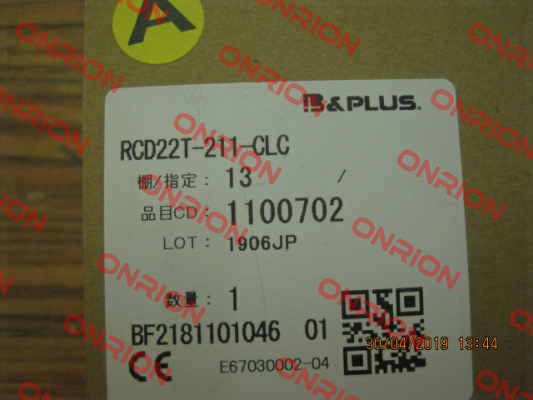 A
B&PLUS.
RCD22T-211-CLC
棚/指定: 13 /
品目CD: 1100702
LOT: 1906JP
数量: 1
BF2181101046 01
CE E67030002-04
30/04/2019 13:44
ONRION